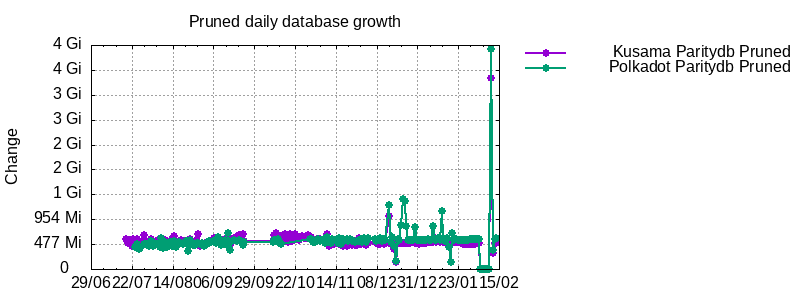 Pruned daily database growth
Kusama Paritydb Pruned
Polkadot Paritydb Pruned
Change
4 Gi
4 Gi
3 Gi
3 Gi
2 Gi
2 Gi
1 Gi
954 Mi
477 Mi
0
29/06 22/07 14/08 06/09 29/09 22/10 14/11 08/12 31/12 23/01 15/02